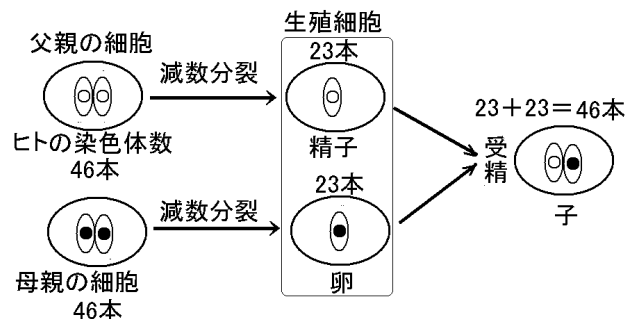 生殖細胞
父親の細胞
減数分裂
23本
ヒトの染色体数
46本
精子
23+23=46本
受精
子
23本
減数分裂
母親の細胞
46本
卵